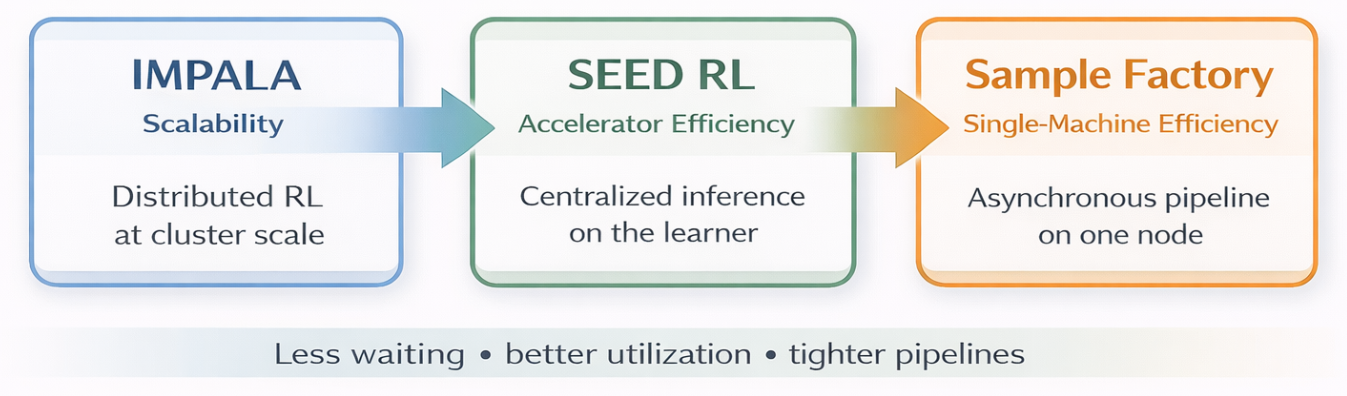 IMPALA
Scalability
Distributed RL
at cluster scale
SEED RL
Accelerator Efficiency
Centralized inference
on the learner
Sample Factory
Single-Machine Efficiency
Asynchronous pipeline
on one node
Less waiting • better utilization • tighter pipelines